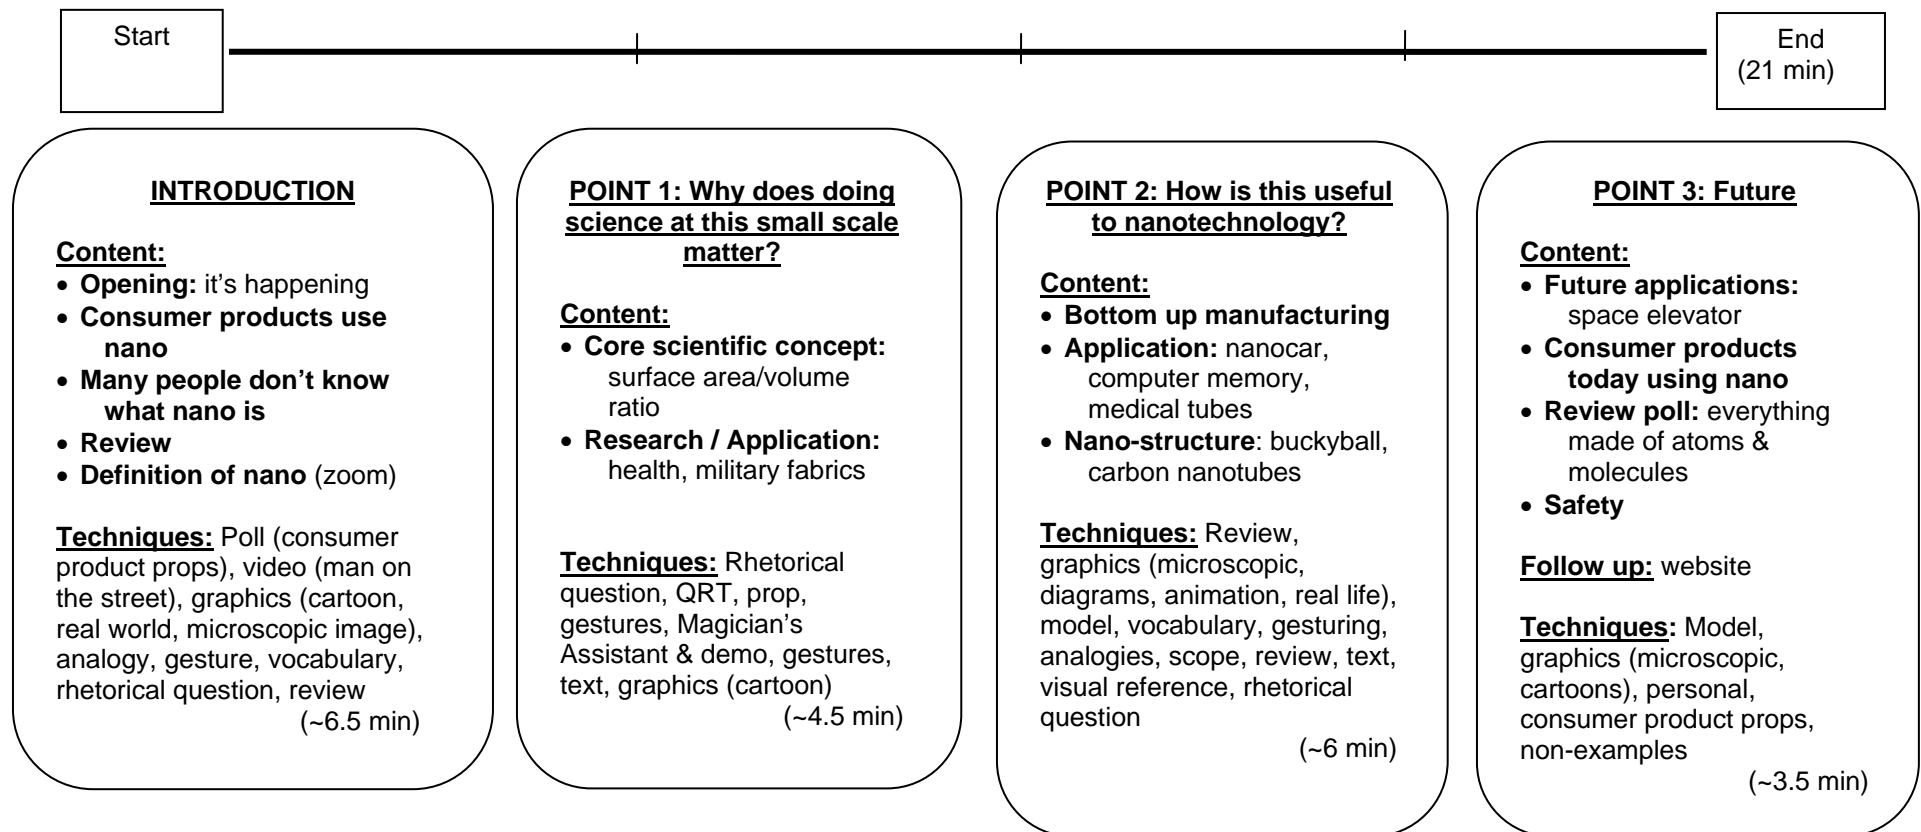 Start
End
(21 min)
INTRODUCTION
Content:
• Opening: it's happening
• Consumer products use
nano
• Many people don't know
what nano is
• Review
• Definition of nano (zoom)
Techniques: Poll (consumer
product props), video (man on
the street), graphics (cartoon,
real world, microscopic image),
analogy, gesture, vocabulary,
rhetorical question, review
(~6.5 min)
POINT 1: Why does doing
science at this small scale
matter?
Content:
• Core scientific concept:
surface area/volume
ratio
• Research / Application:
health, military fabrics
Techniques: Rhetorical
question, QRT, prop,
gestures, Magician's
Assistant & demo, gestures,
text, graphics (cartoon)
(~4.5 min)
POINT 2: How is this useful
to nanotechnology?
Content:
• Bottom up manufacturing
• Application: nanocar,
computer memory,
medical tubes
• Nano-structure: buckyball,
carbon nanotubes
Techniques: Review,
graphics (microscopic,
diagrams, animation, real life),
model, vocabulary, gesturing,
analogies, scope, review, text,
visual reference, rhetorical
question
(~6 min)
POINT 3: Future
Content:
• Future applications:
space elevator
• Consumer products
today using nano
• Review poll: everything
made of atoms &
molecules
• Safety
Follow up: website
Techniques: Model,
graphics (microscopic,
cartoons), personal,
consumer product props,
non-examples
(~3.5 min)